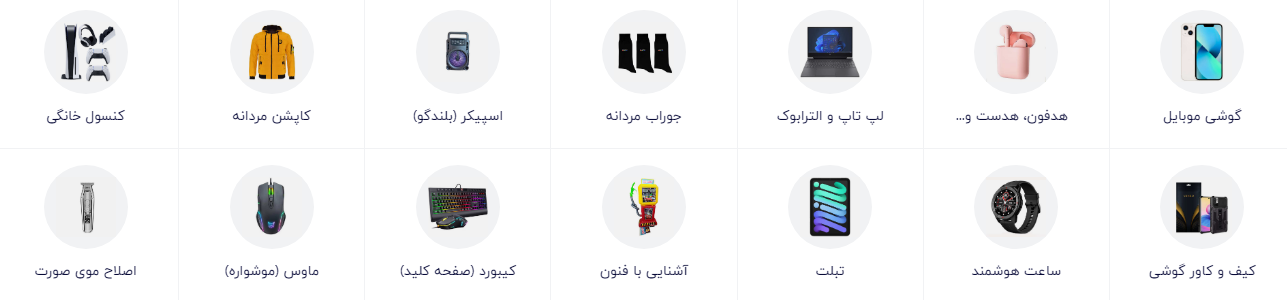 گوشی موبایل
هدفون، هدست و...
لپ تاپ و الترابوک
جوراب مردانه
اسپیکر (بلندگو)
کاپشن مردانه
کنسول خانگی
کیف و کاور گوشی
ساعت هوشمند
تبلت
آشنایی با فنون
کیبورد (صفحه کلید)
ماوس (موشواره)
اصلاح موی صورت